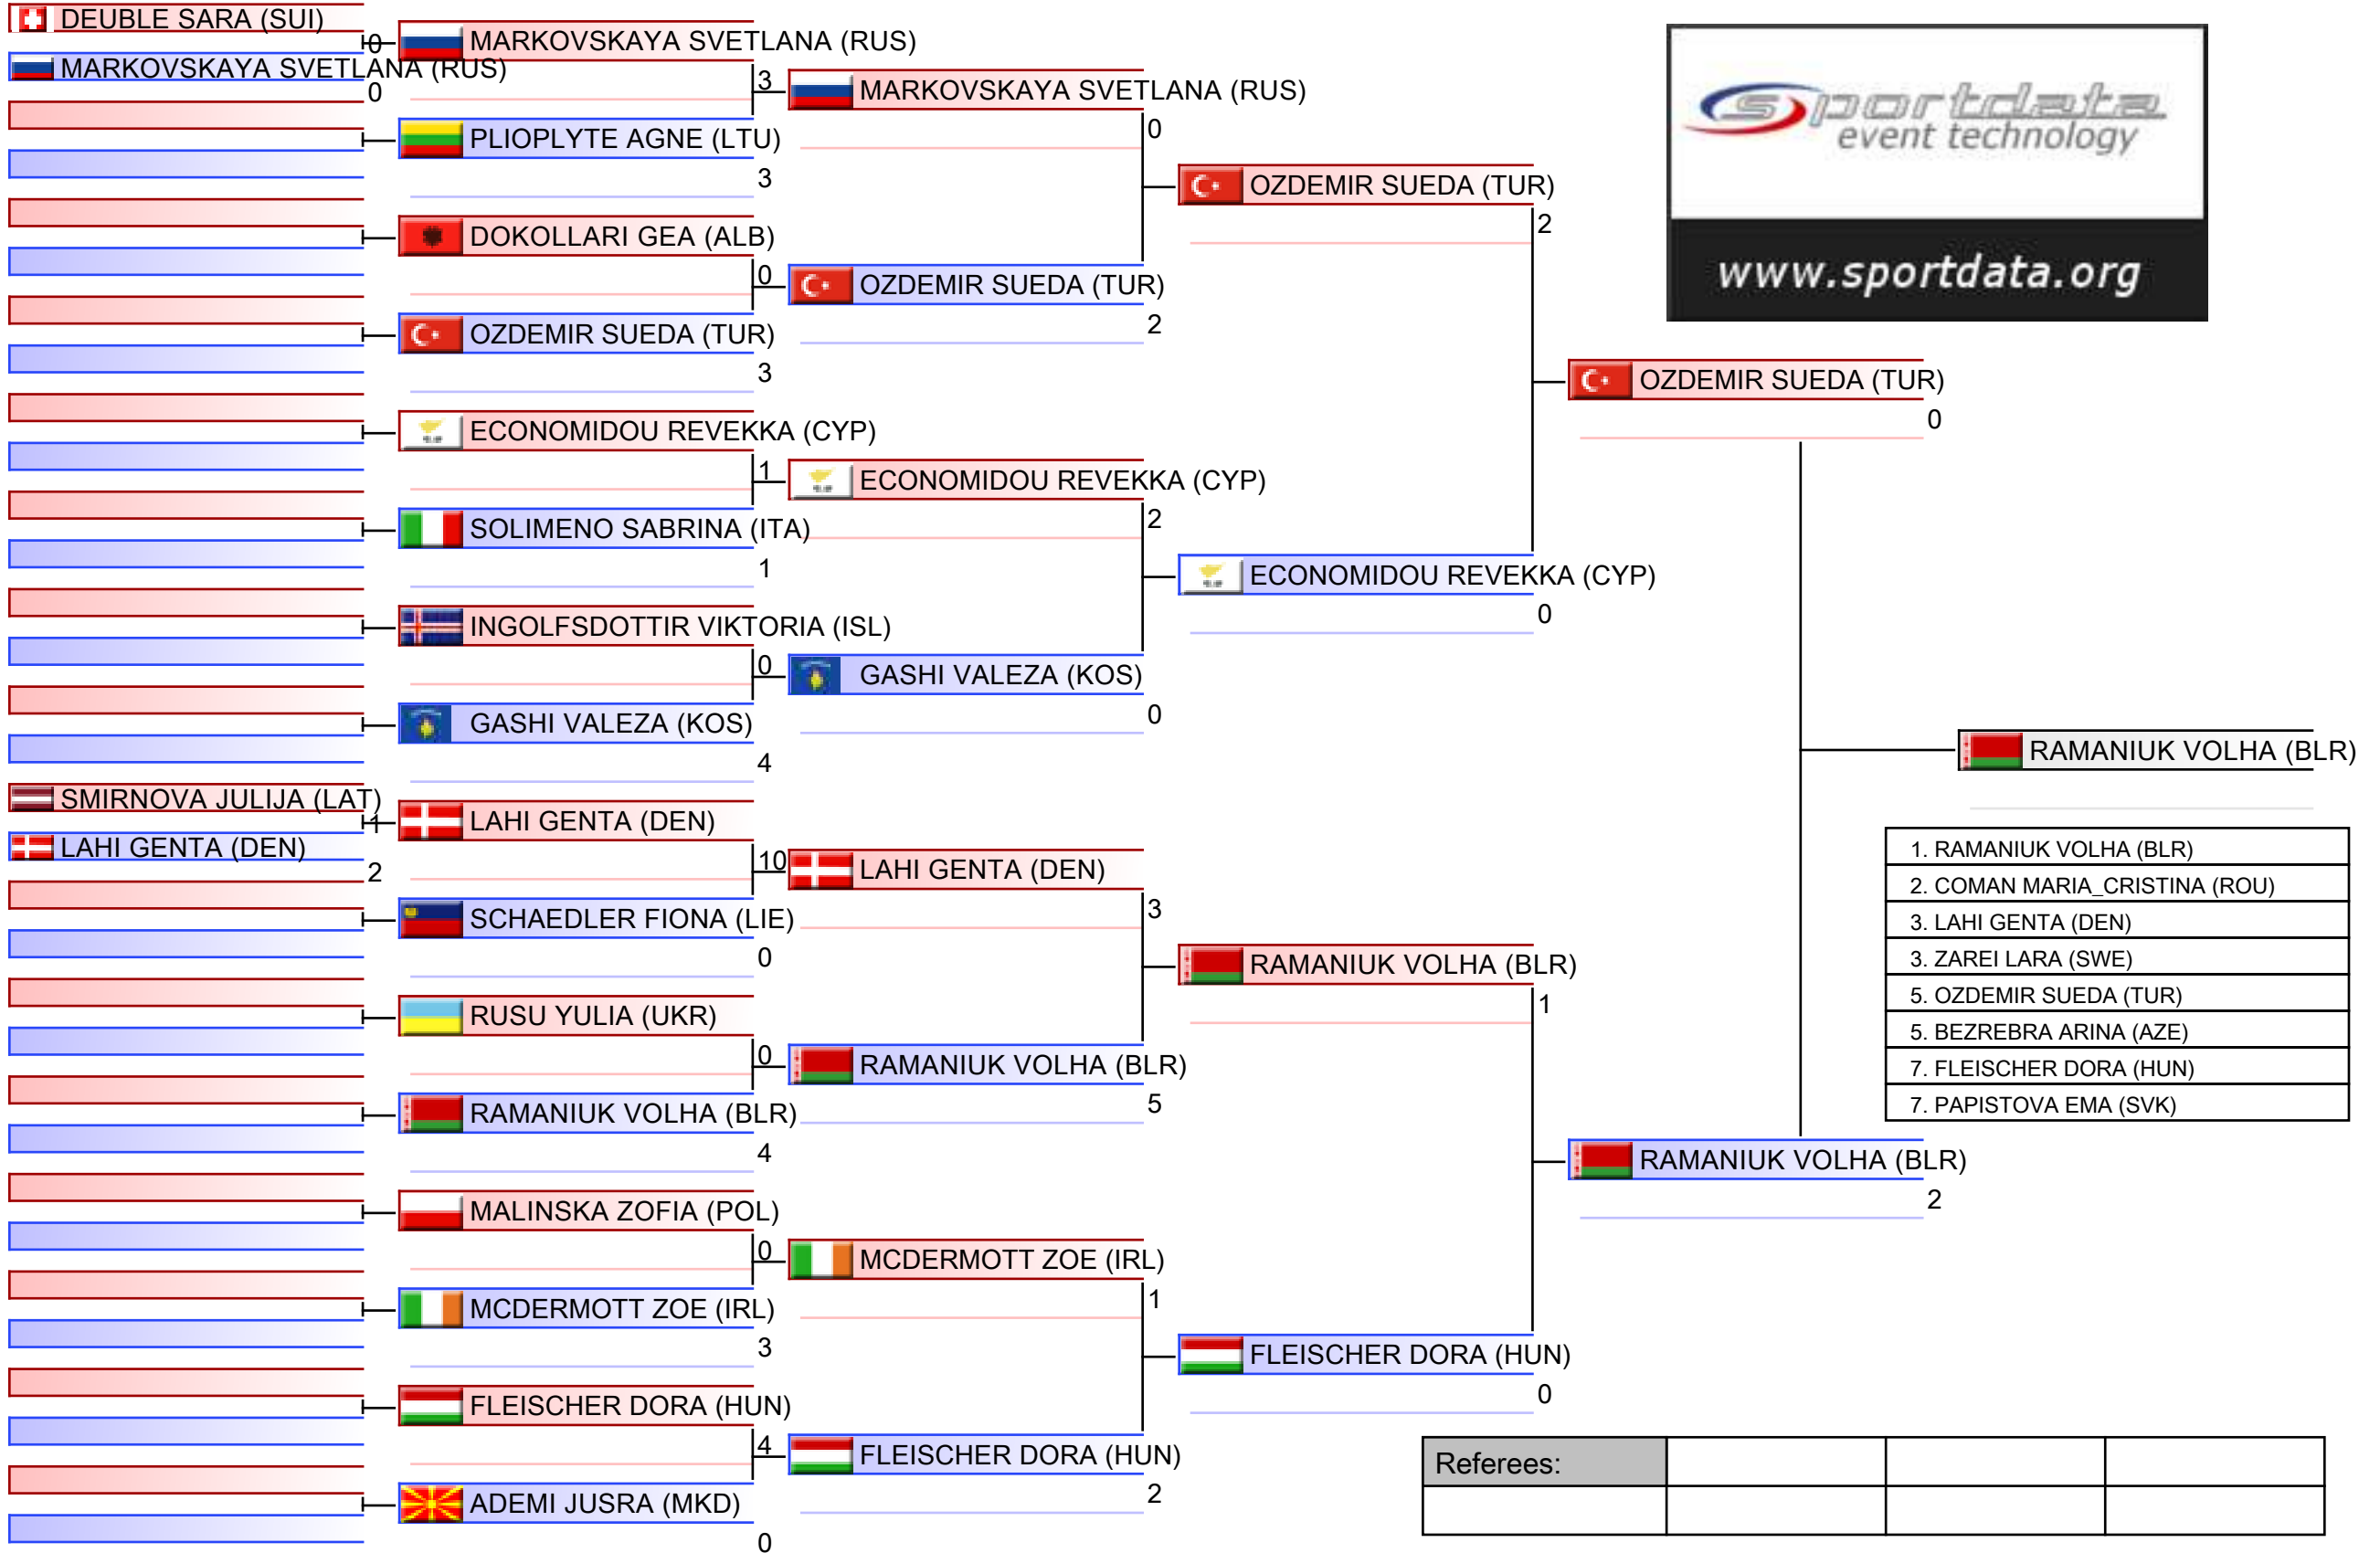 DEUBLE SARA (SUI)
0
MARKOVSKAYA SVETLANA (RUS)
0
SMIRNOVA JULIJA (LAT)
1
LAHI GENTA (DEN)
2
MARKOVSKAYA SVETLANA (RUS)
3
PLIOPLYTE AGNE (LTU)
3
DOKOLLARI GEA (ALB)
0
OZDEMIR SUEDA (TUR)
3
ECONOMIDOU REVEKKA (CYP)
1
SOLIMENO SABRINA (ITA)
1
INGOLFSDOTTIR VIKTORIA (ISL)
0
GASHI VALEZA (KOS)
4
LAHI GENTA (DEN)
10
SCHAEDLER FIONA (LIE)
0
RUSU YULIA (UKR)
0
RAMANIUK VOLHA (BLR)
4
MALINSKA ZOFIA (POL)
0
MCDERMOTT ZOE (IRL)
3
FLEISCHER DORA (HUN)
4
ADEMI JUSRA (MKD)
0
MARKOVSKAYA SVETLANA (RUS)
0
OZDEMIR SUEDA (TUR)
2
ECONOMIDOU REVEKKA (CYP)
2
GASHI VALEZA (KOS)
0
LAHI GENTA (DEN)
3
RAMANIUK VOLHA (BLR)
5
MCDERMOTT ZOE (IRL)
1
FLEISCHER DORA (HUN)
2
OZDEMIR SUEDA (TUR)
2
ECONOMIDOU REVEKKA (CYP)
0
RAMANIUK VOLHA (BLR)
1
FLEISCHER DORA (HUN)
0
OZDEMIR SUEDA (TUR)
0
RAMANIUK VOLHA (BLR)
2
RAMANIUK VOLHA (BLR)
sportdata
event technology
www.sportdata.org
1. RAMANIUK VOLHA (BLR)
2. COMAN MARIA_CRISTINA (ROU)
3. LAHI GENTA (DEN)
3. ZAREI LARA (SWE)
5. OZDEMIR SUEDA (TUR)
5. BEZREBRA ARINA (AZE)
7. FLEISCHER DORA (HUN)
7. PAPISTOVA EMA (SVK)
Referees: